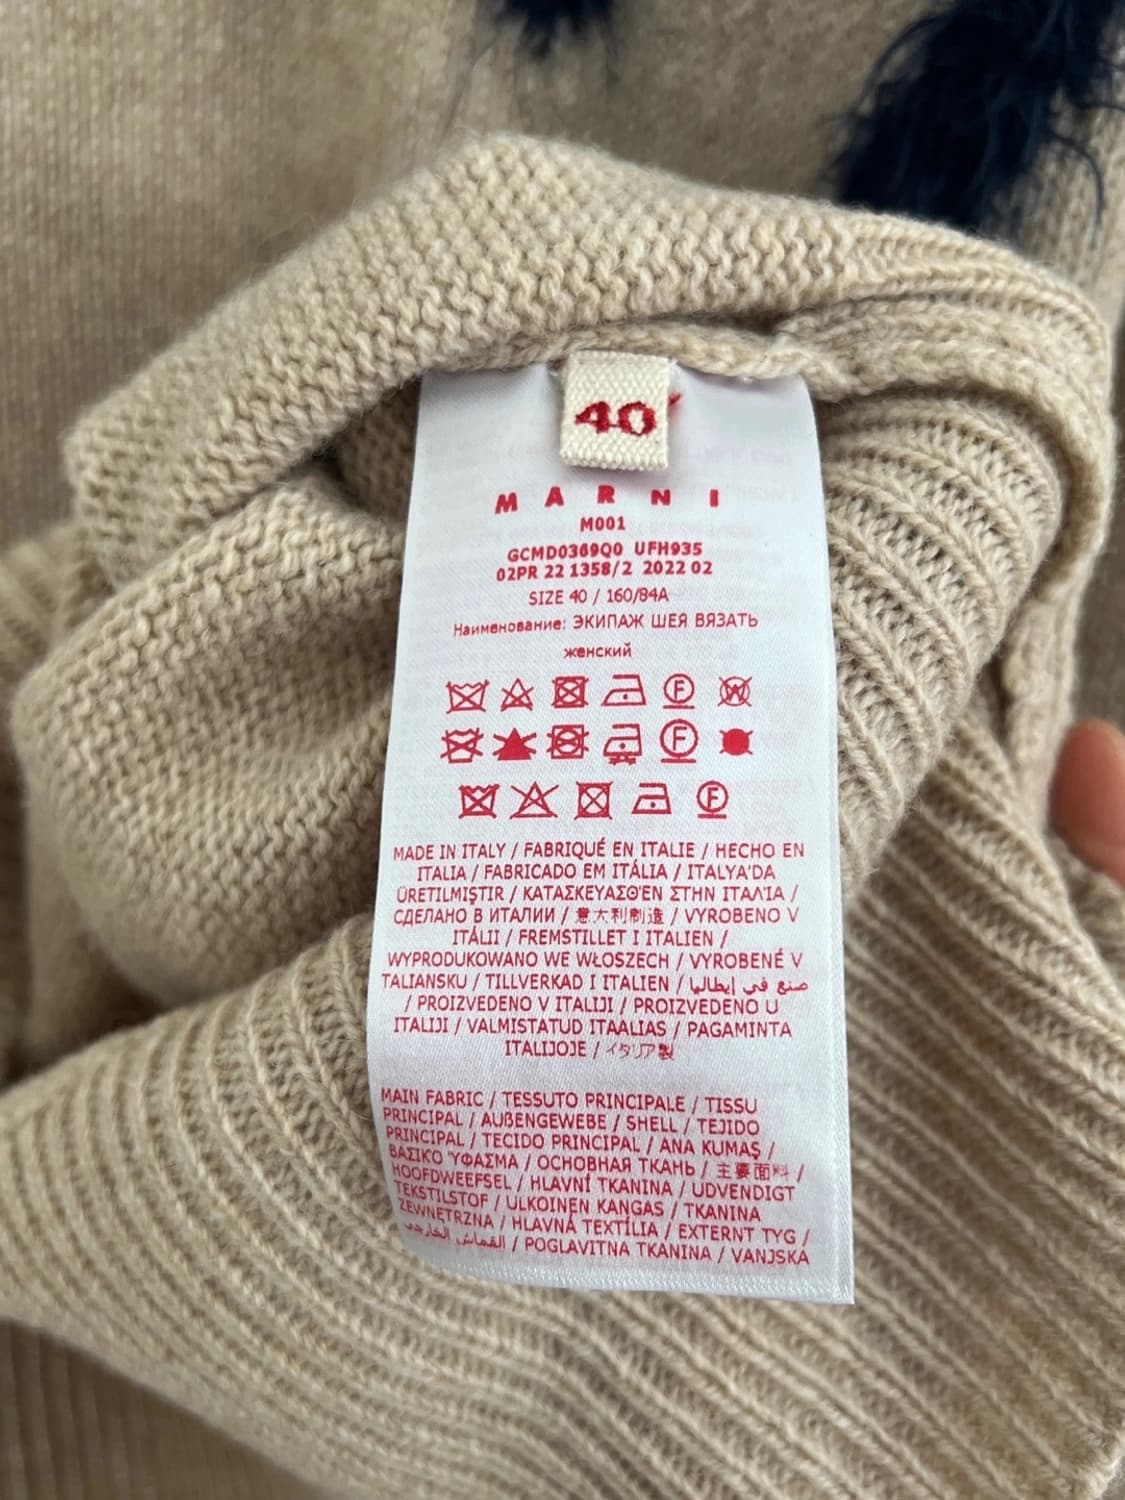 40
MARNI
M001
GCMD0369Q0 UFH935
02PR 22 1358/2 2022 02
SIZE 40 / 160/84A
Наименование: ЭКИПАЖ ШЕЯ ВЯЗАТЬ
женский
F W
F
F
MADE IN ITALY / FABRIQUÉ EN ITALIE / HECHO EN
ITALIA / FABRICADO EM ITÁLIA / ITALYA'DA
ÜRETILMIŞTIR / ΚΑΤΑΣΚΕΥΑΣΘ'ΕΝ ΣΤΗΝ ΙΤΑΛ'ΙΑ /
СДЕЛАНО В ИТАЛИИ / 意大利制造 / VYROBENO V
ITÁLII / FREMSTILLET I ITALIEN /
WYPRODUKOWANO WE WŁOSZECH / VYROBENÉ V
TALIANSKU / TILLVERKAD I ITALIEN / صنع في إيطاليا
/ PROIZVEDENO V ITALIJI / PROIZVEDENO U
ITALIJI / VALMISTATUD ITAALIAS / PAGAMINTA
ITALIJOJE / イタリア製
MAIN FABRIC / TESSUTO PRINCIPALE / TISSU
PRINCIPAL / AUßENGEWEBE / SHELL / TEJIDO
PRINCIPAL / TECIDO PRINCIPAL / ANA KUMAŞ /
ΒΑΣΙΚΟ 'ΥΦΑΣΜΑ / ОСНОВНАЯ ТКАНЬ / 主要面料 /
HOOFDWEEFSEL / HLAVNÍ TKANINA / UDVENDIGT
TEKSTILSTOF / ULKOINEN KANGAS / TKANINA
ZEWNĘTRZNA / HLAVNÁ TEXTÍLIA / EXTERNT TYG /
القماش الخارجي / POGLAVITNA TKANINA / VANJSKA